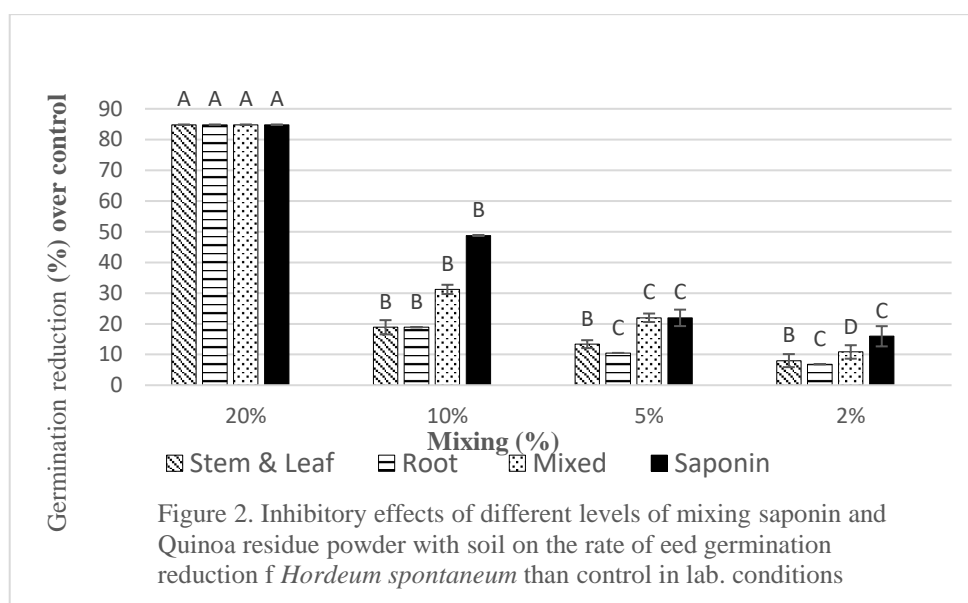 Germination reduction (%) over control
A A A A
90
80
70
60
50
40
30
20
10
0
B B B B
B C C C
B C D C
20% 10% 5% 2%
Mixing (%)
Stem & Leaf Root Mixed Saponin
Figure 2. Inhibitory effects of different levels of mixing saponin and
Quinoa residue powder with soil on the rate of eed germination
reduction f Hordeum spontaneum than control in lab. conditions